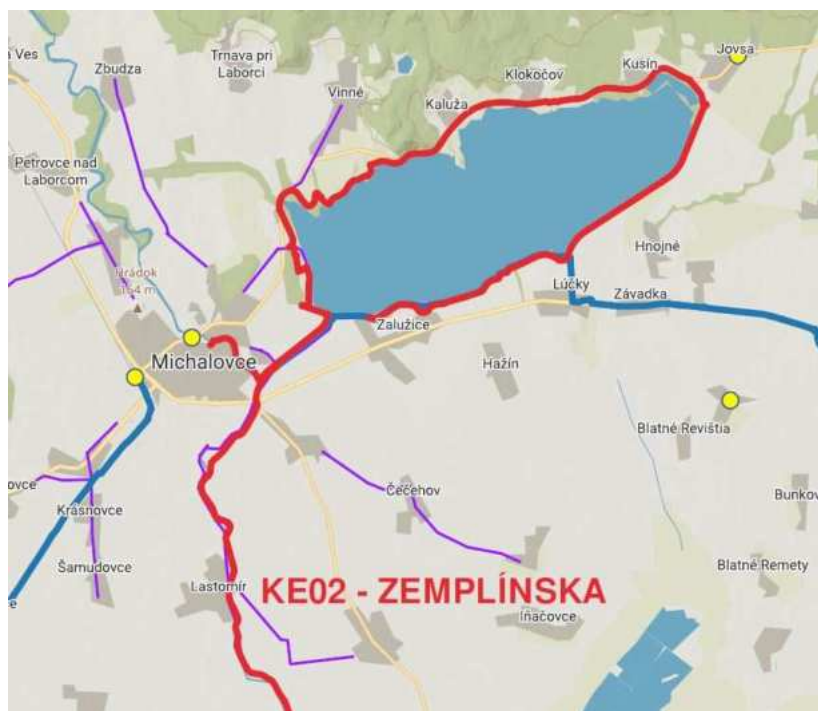 Ves
Zbudza
Trnava pri
Laborci
Vinné
Jovsa
Kusín
Klokočov
Kaluža
Petrovce nad
Laborcom
Hrádok
164 m
Hnojné
Lúčky
Závadka
Zalužice
Michalovce
Hažín
Blatné Revištia
ovce
Krásnovce
Čečehov
Bunkov
Šamudovce
Blatné Remety
Lastomír
KE02 - ZEMPLÍNSKA
Iňačovce
e